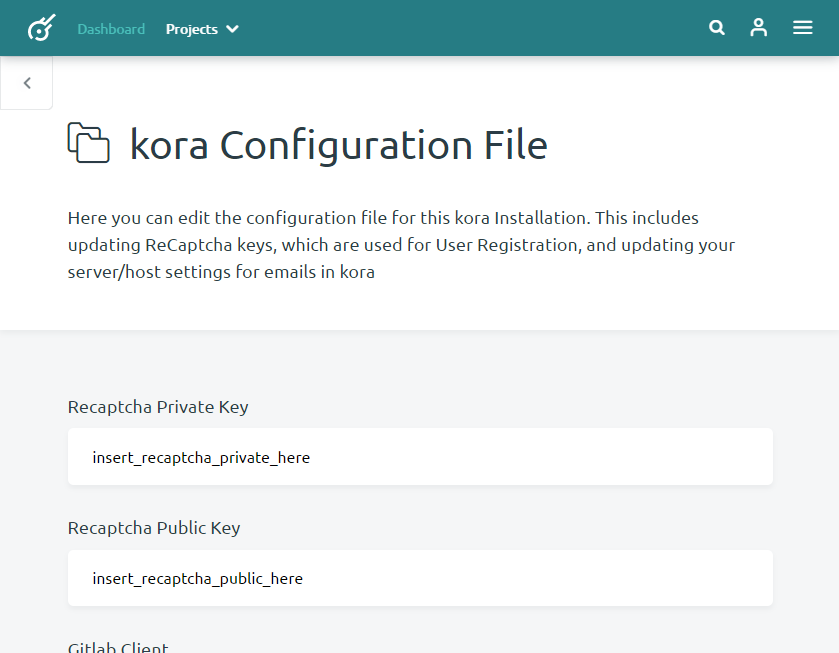 Dashboard Projects
kora Configuration File
Here you can edit the configuration file for this kora Installation. This includes
updating ReCaptcha keys, which are used for User Registration, and updating your
server/host settings for emails in kora
Recaptcha Private Key
insert_recaptcha_private_here
Recaptcha Public Key
insert_recaptcha_public_here
Gitlab Client